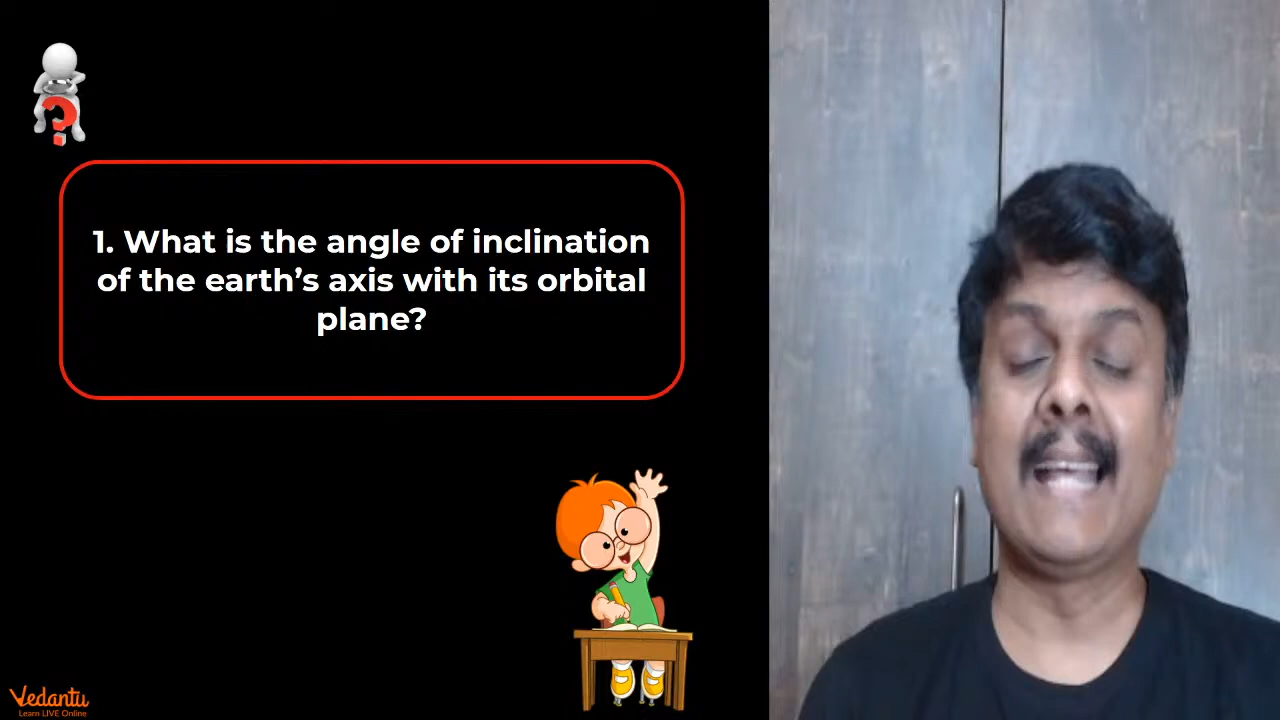 1. What is the angle of inclination
of the earth’s axis with its orbital
plane?
Vedantu
Learn LIVE Online